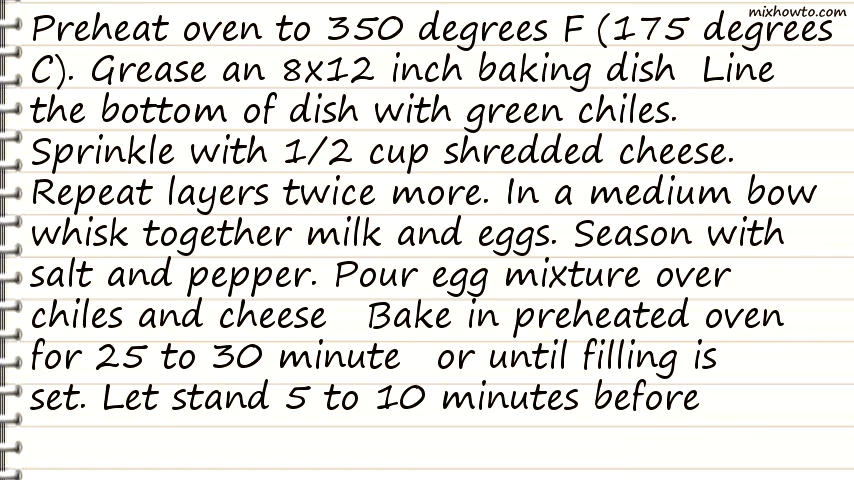 mixhowto.com
Preheat oven to 350 degrees F (175 degrees
C). Grease an 8x12 inch baking dish  Line
the bottom of dish with green chiles.
Sprinkle with 1/2 cup shredded cheese.
Repeat layers twice more. In a medium bow
whisk together milk and eggs. Season with
salt and pepper. Pour egg mixture over
chiles and cheese   Bake in preheated oven
for 25 to 30 minute   or until filling is
set. Let stand 5 to 10 minutes before